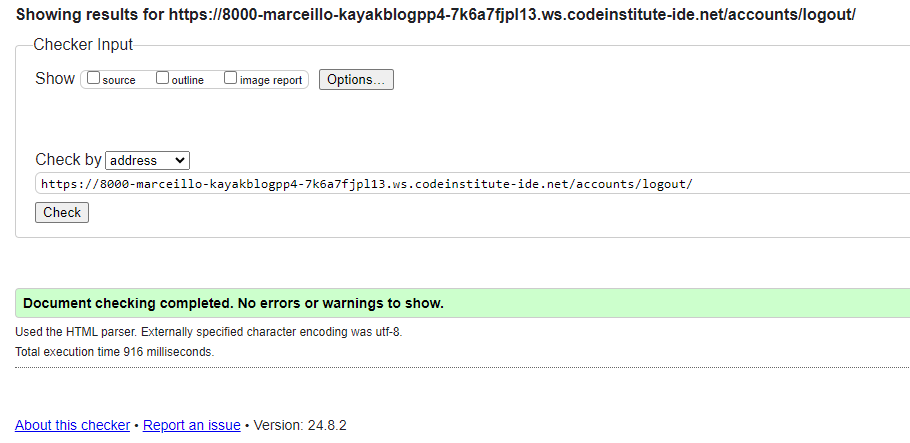 Showing results for https://8000-marceillo-kayakblogpp4-7k6a7fjpl13.ws.codeinstitute-ide.net/accounts/logout/
Checker Input
Show source outline image report Options...
Check by address
https://8000-marceillo-kayakblogpp4-7k6a7fjpl13.ws.codeinstitute-ide.net/accounts/logout/
Check
Document checking completed. No errors or warnings to show.
Used the HTML parser. Externally specified character encoding was utf-8.
Total execution time 916 milliseconds.
About this checker • Report an issue • Version: 24.8.2